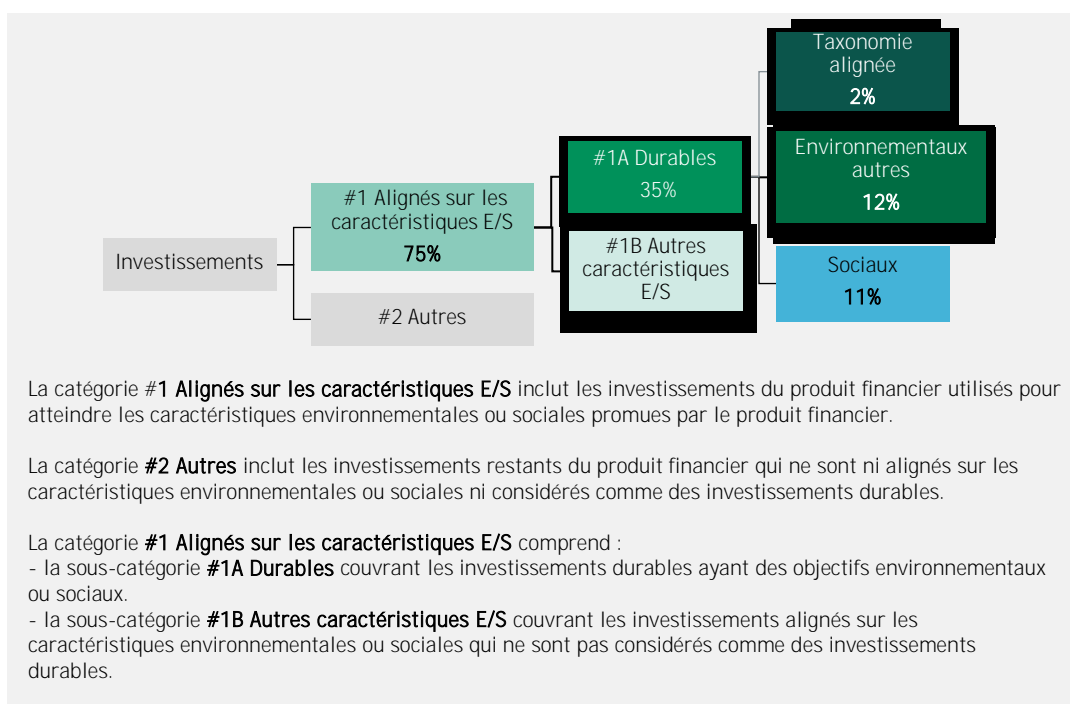 Taxonomie
alignée
2%
#1A Durables
35%
Environnementaux
autres
12%
#1 Alignés sur les
caractéristiques E/S
75%
#1B Autres
caractéristiques
E/S
Investissements
Sociaux
11%
#2 Autres
La catégorie #1 Alignés sur les caractéristiques E/S inclut les investissements du produit financier utilisés pour
atteindre les caractéristiques environnementales ou sociales promues par le produit financier.
La catégorie #2 Autres inclut les investissements restants du produit financier qui ne sont ni alignés sur les
caractéristiques environnementales ou sociales ni considérés comme des investissements durables.
La catégorie #1 Alignés sur les caractéristiques E/S comprend :
- la sous-catégorie #1A Durables couvrant les investissements durables ayant des objectifs environnementaux
ou sociaux.
- la sous-catégorie #1B Autres caractéristiques E/S couvrant les investissements alignés sur les
caractéristiques environnementales ou sociales qui ne sont pas considérés comme des investissements
durables.